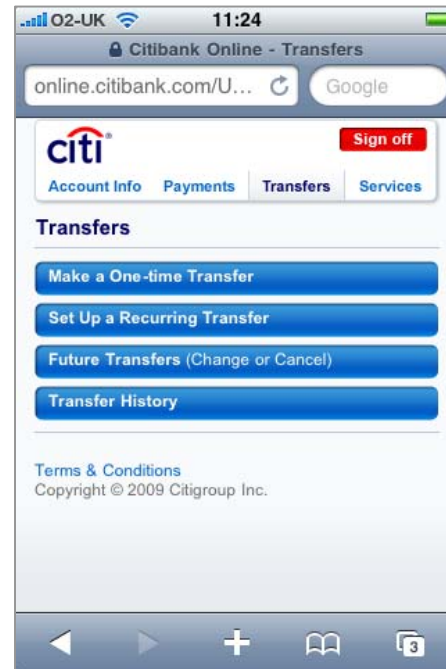 O2-UK 11:24
Citibank Online - Transfers
online.citibank.com/U... Google
citi®
Sign off
Account Info Payments Transfers Services
Transfers
Make a One-time Transfer
Set Up a Recurring Transfer
Future Transfers (Change or Cancel)
Transfer History
Terms & Conditions
Copyright © 2009 Citigroup Inc.
3